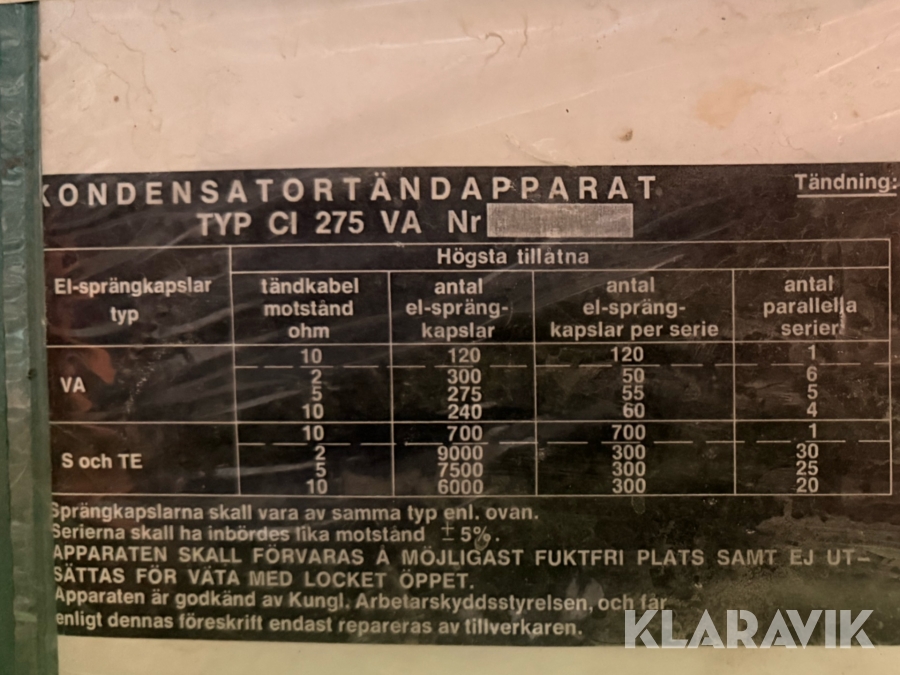 KONDENSATORTÄNDAPPARAT
Tändning:
TYP CI 275 VA Nr
Högsta tillåtna
El-sprängkapslar typ
tändkabel motstånd ohm
antal el-spräng-kapslar
antal el-spräng-kapslar per serie
antal parallella serier
VA
10 120 120 1
2 300 50 6
5 275 55 5
10 240 60 4
S och TE
10 700 700 1
2 9000 300 30
5 7500 300 25
10 6000 300 20
Sprängkapslarna skall vara av samma typ enl. ovan.
Serierna skall ha inbördes lika motstånd ± 5%.
APPARATEN SKALL FÖRVARAS Å MÖJLIGAST FUKTFRI PLATS SAMT EJ UT-
SÄTTAS FÖR VÄTA MED LOCKET ÖPPET.
Apparaten är godkänd av Kungl. Arbetarskyddsstyrelsen, och får
enligt dennas föreskrift endast repareras av tillverkaren.
KLARAVIK